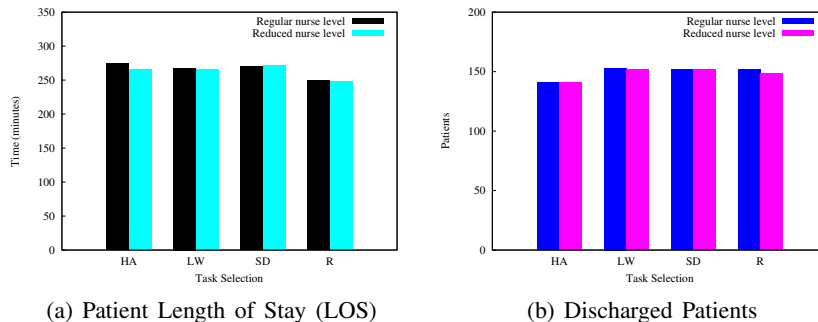 350
300
250
200
150
100
50
0
Time (minutes)
Regular nurse level
Reduced nurse level
HA LW SD R
Task Selection
(a) Patient Length of Stay (LOS)
200
150
100
50
0
Patients
Regular nurse level
Reduced nurse level
HA LW SD R
Task Selection
(b) Discharged Patients